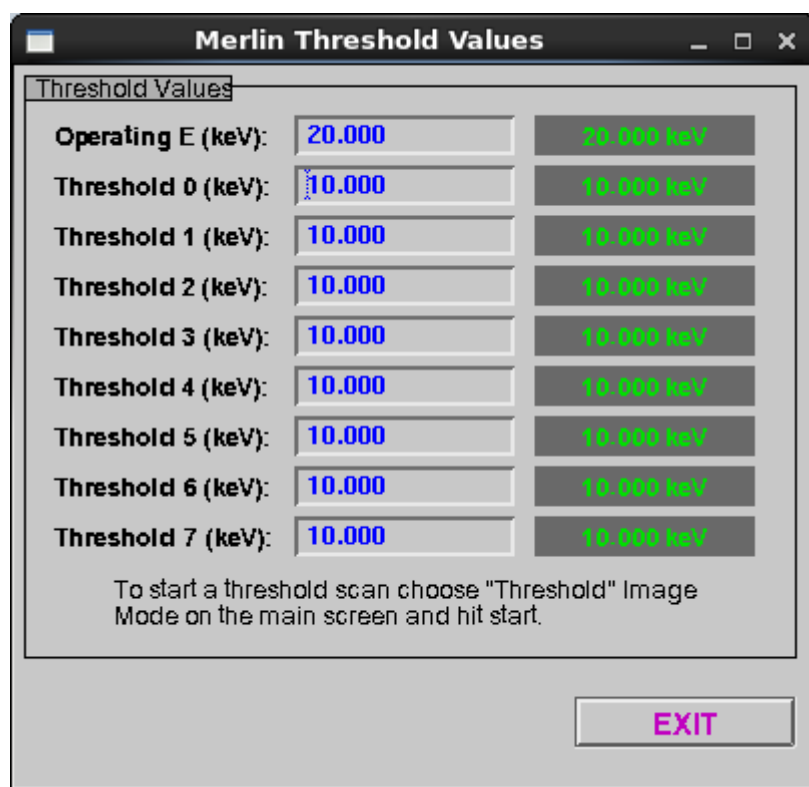 Merlin Threshold Values
Threshold Values
Operating E (keV): 20.000 20.000 keV
Threshold 0 (keV): 10.000 10.000 keV
Threshold 1 (keV): 10.000 10.000 keV
Threshold 2 (keV): 10.000 10.000 keV
Threshold 3 (keV): 10.000 10.000 keV
Threshold 4 (keV): 10.000 10.000 keV
Threshold 5 (keV): 10.000 10.000 keV
Threshold 6 (keV): 10.000 10.000 keV
Threshold 7 (keV): 10.000 10.000 keV
To start a threshold scan choose "Threshold" Image
Mode on the main screen and hit start.
EXIT